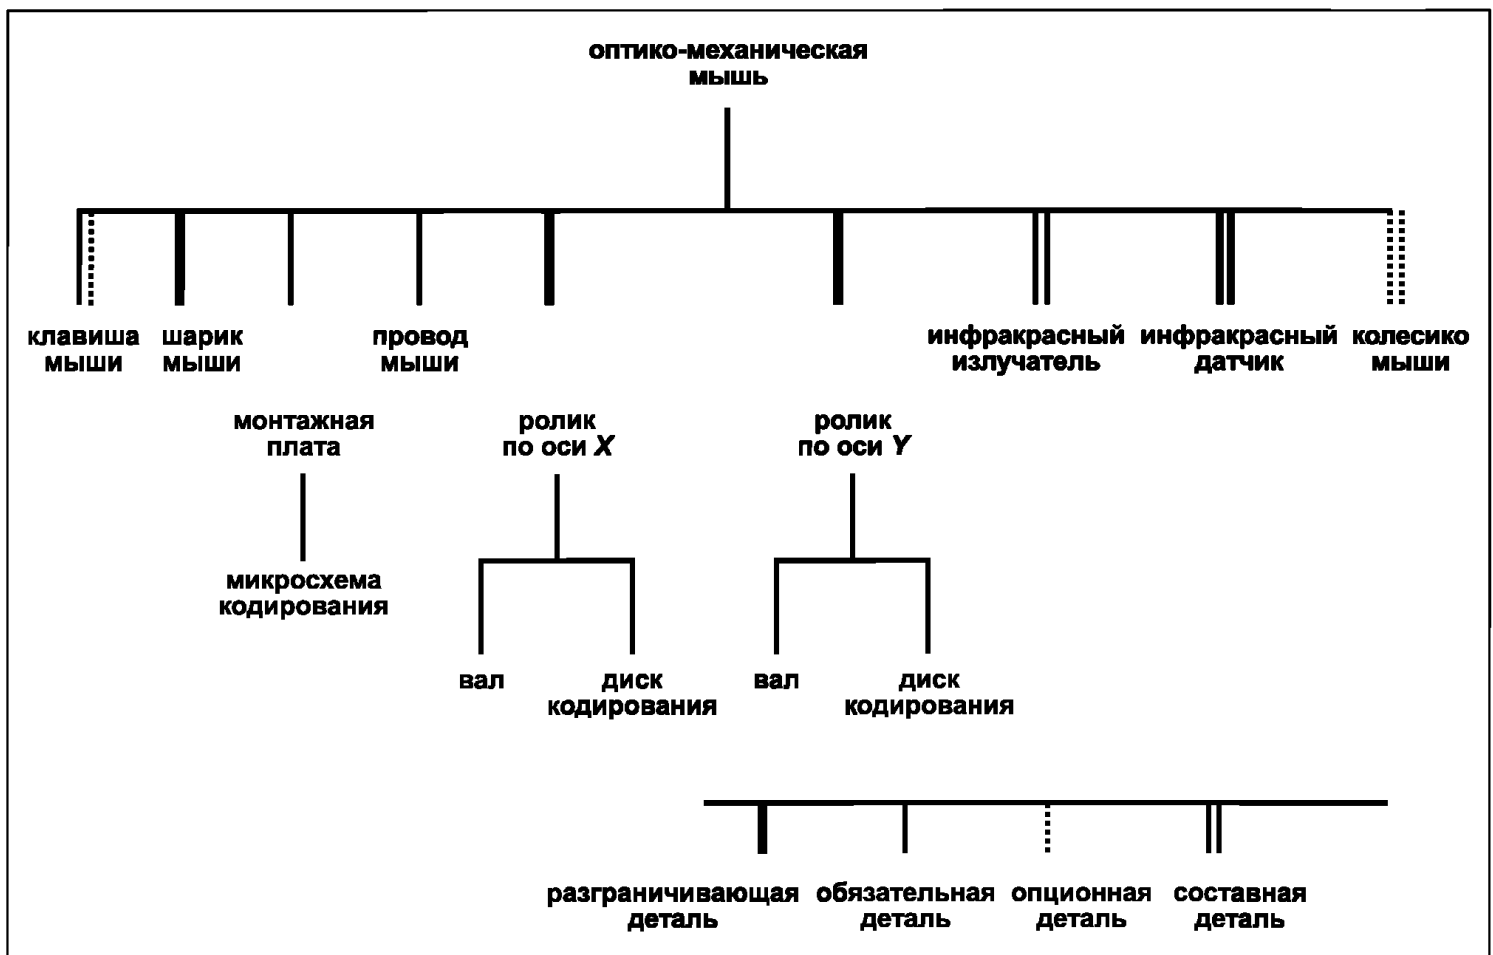 оптико-механическая
мышь
клавиша
мыши
шарик
мыши
провод
мыши
инфракрасный
излучатель
инфракрасный
датчик
колесико
мыши
монтажная
плата
ролик
по оси X
ролик
по оси Y
микросхема
кодирования
вал
диск
кодирования
вал
диск
кодирования
разграничивающая
деталь
обязательная
деталь
опционная
деталь
составная
деталь